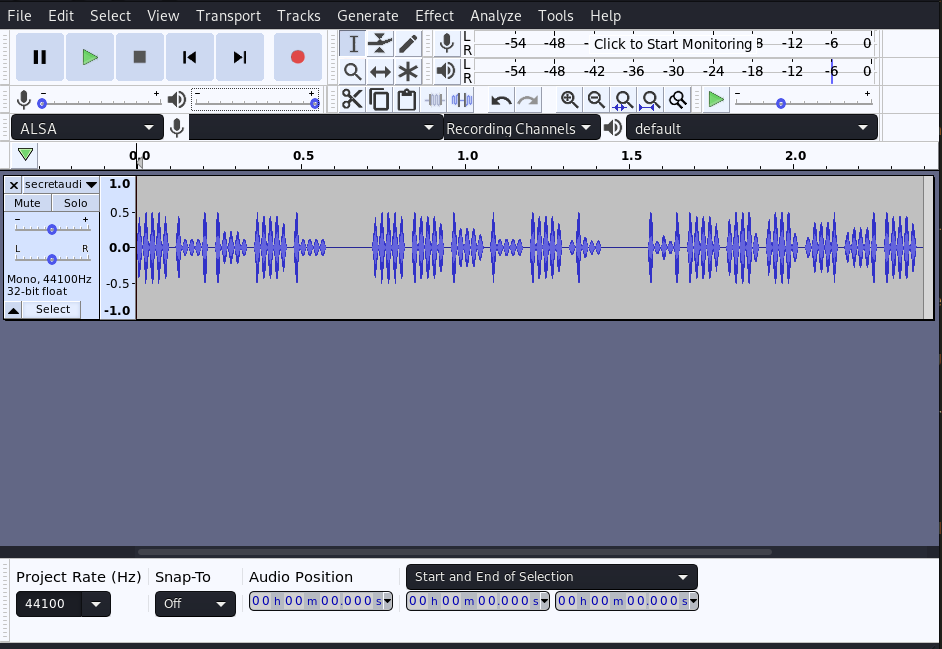 File Edit Select View Transport Tracks Generate Effect Analyze Tools Help
L
R
-54 -48 - Click to Start Monitoring 8 -12 -6 0
L
R
-54 -48 -42 -36 -30 -24 -18 -12 -6 0
- +
- +
- +
ALSA
Recording Channels
default
0.0 0.5 1.0 1.5 2.0
secretaudi
Mute Solo
- +
L R
Mono, 44100Hz
32-bit float
Select
1.0
0.5
0.0
-0.5
-1.0
Project Rate (Hz) Snap-To Audio Position Start and End of Selection
44100 Off 00 h 00 m 00.000 s 00 h 00 m 00.000 s 00 h 00 m 00.000 s